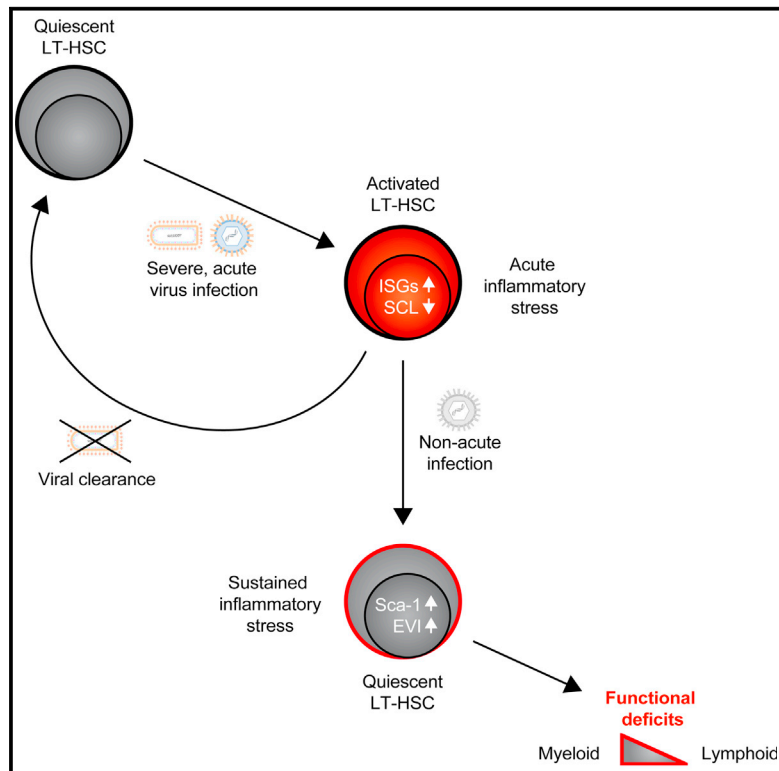 Quiescent
LT-HSC
Severe, acute
virus infection
Activated
LT-HSC
ISGs
SCL
Acute
inflammatory
stress
Viral clearance
Non-acute
infection
Sustained
inflammatory
stress
Sca-1
EVI
Quiescent
LT-HSC
Functional
deficits
Myeloid
Lymphoid